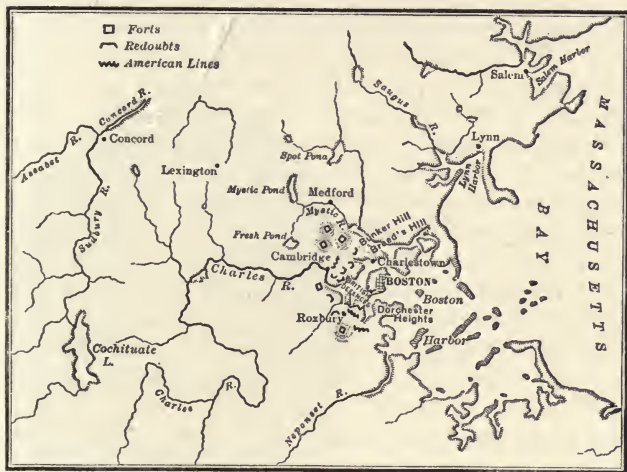 Forts
Redoubts
American Lines
Salem
Salem Harbor
Saugus R.
Concord R.
Concord
Assabet R.
Lynn
Lynn Harbor
MASSACHUSETTS BAY
Lexington
Spot Pond
Mystic Pond
Medford
Mystic R.
Sudbury R.
Fresh Pond
Bunker Hill
Breed's Hill
Cambridge
Charlestown
Charles R.
BOSTON
Boston Harbor
Dorchester Heights
Roxbury
Cochituate L.
Charles R.
Neponset R.